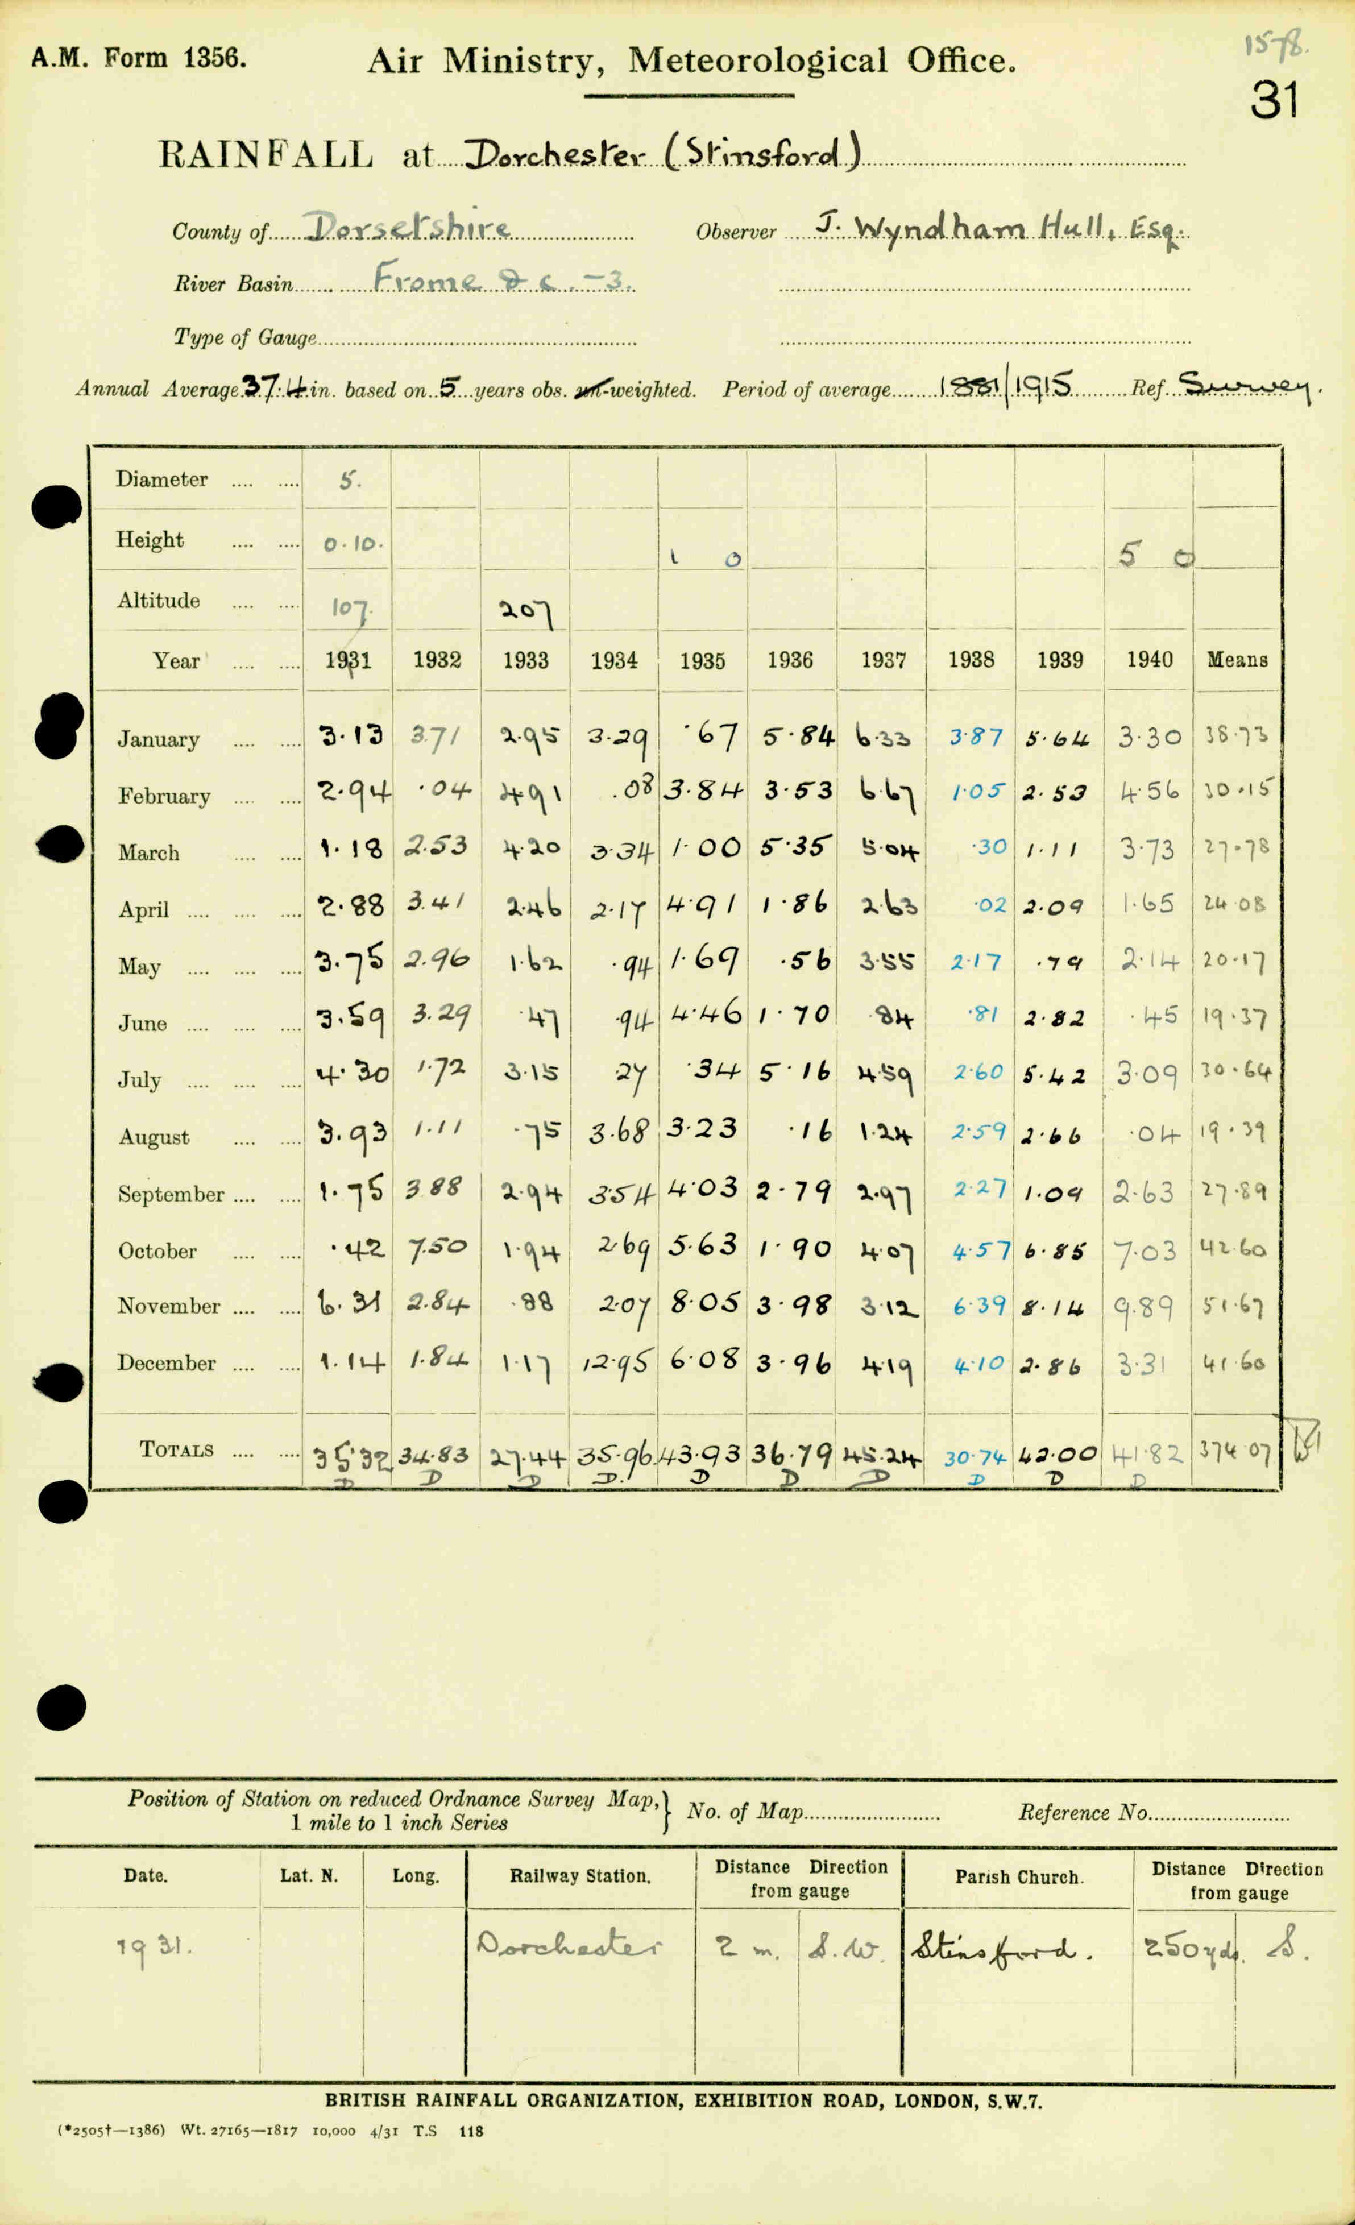 1578.
A.M. Form 1356. Air Ministry, Meteorological Office.
31
RAINFALL at Dorchester (Stinsford)
County of Dorsetshire Observer J. Wyndham Hull, Esq.
River Basin Frome & c. -3.
Type of Gauge
Annual Average 37.4 in. based on 5 years obs. un-weighted. Period of average 1881/1915 Ref. Survey.
Diameter 5.
Height 0.10. 1 0 5 0
Altitude 107. 207
Year 1931 1932 1933 1934 1935 1936 1937 1938 1939 1940 Means
January 3.13 3.71 2.95 3.29 .67 5.84 6.33 3.87 5.64 3.30 38.73
February 2.94 .04 4.91 .08 3.84 3.53 6.67 1.05 2.53 4.56 30.15
March 1.18 2.53 4.20 3.34 1.00 5.35 5.04 .30 1.11 3.73 27.78
April 2.88 3.41 2.46 2.17 4.91 1.86 2.63 .02 2.09 1.65 24.08
May 3.75 2.96 1.62 .94 1.69 .56 3.55 2.17 .79 2.14 20.17
June 3.59 3.29 .47 .94 4.46 1.70 .84 .81 2.82 .45 19.37
July 4.30 1.72 3.15 .27 .34 5.16 4.59 2.60 5.42 3.09 30.64
August 3.93 1.11 .75 3.68 3.23 .16 1.24 2.59 2.66 .04 19.39
September 1.75 3.88 2.94 3.54 4.03 2.79 2.97 2.27 1.09 2.63 27.89
October .42 7.50 1.94 2.69 5.63 1.90 4.07 4.57 6.85 7.03 42.60
November 6.31 2.84 .88 2.07 8.05 3.98 3.12 6.39 8.14 9.89 51.67
December 1.14 1.84 1.17 12.95 6.08 3.96 4.19 4.10 2.86 3.31 41.60
TOTALS 35.32 34.83 27.44 35.96 43.93 36.79 45.24 30.74 42.00 41.82 374.07
D D D D. D D D D D D
Position of Station on reduced Ordnance Survey Map,} No. of Map Reference No.
1 mile to 1 inch Series
Date. Lat. N. Long. Railway Station. Distance Direction from gauge Parish Church. Distance Direction from gauge
1931. Dorchester 2 m. S.W. Stinsford. 250 yds. S.
BRITISH RAINFALL ORGANIZATION, EXHIBITION ROAD, LONDON, S.W.7.
(*2505†—1386) Wt. 27165—1817 10,000 4/31 T.S 118